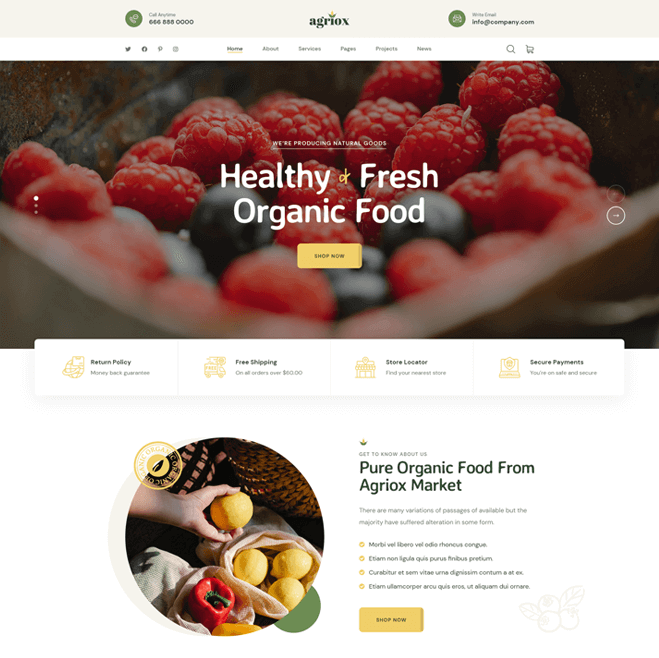 Call Anytime
666 888 0000
agriox
Write Email
info@company.com
Home About Services Pages Projects News
WE'RE PRODUCING NATURAL GOODS
Healthy & Fresh
Organic Food
SHOP NOW
Return Policy
Money back guarantee
Free Shipping
On all orders over $60.00
Store Locator
Find your nearest store
Secure Payments
You're on safe and secure
ORGANIC ORGANIC
GET TO KNOW ABOUT US
Pure Organic Food From
Agriox Market
There are many variations of passages of available but the
majority have suffered alteration in some form.
Morbi vel libero vel odio rhoncus congue.
Etiam non ligula quis purus finibus pretium.
Curabitur et sem vitae urna dignissim contum a at ex.
Etiam ullamcorper arcu quis eros, ut aliquam dui ornare.
SHOP NOW